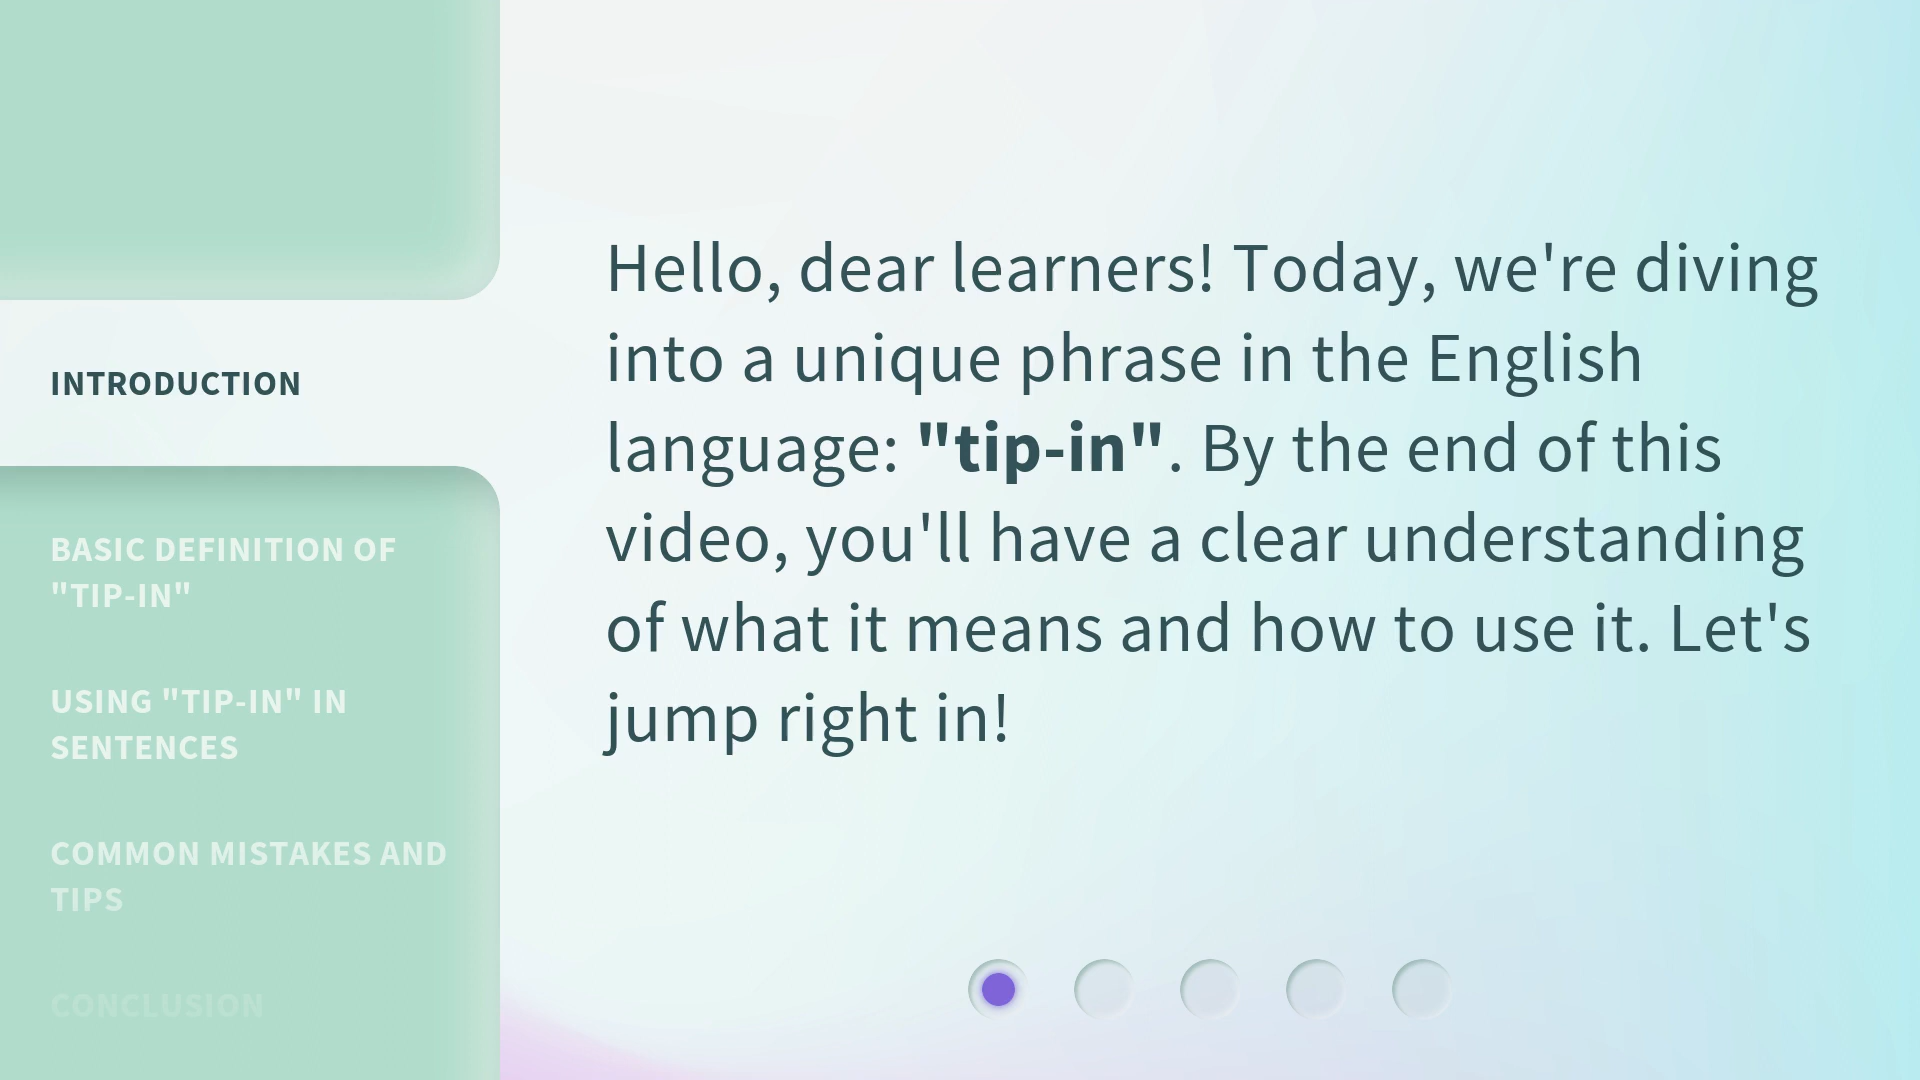 INTRODUCTION
BASIC DEFINITION OF
"TIP-IN"
USING "TIP-IN" IN
SENTENCES
COMMON MISTAKES AND
TIPS
CONCLUSION
Hello, dear learners! Today, we're diving
into a unique phrase in the English
language: "tip-in". By the end of this
video, you'll have a clear understanding
of what it means and how to use it. Let's
jump right in!